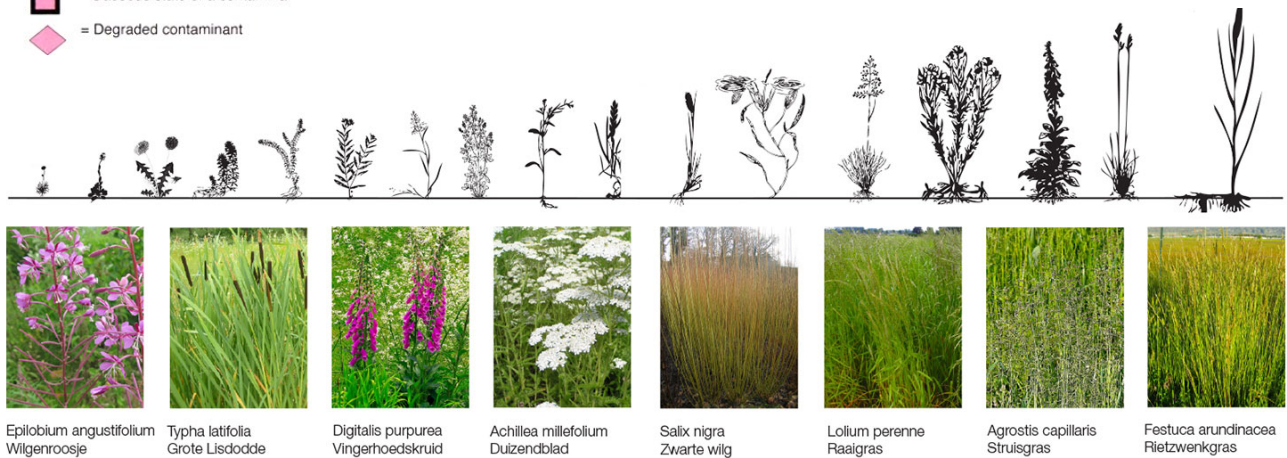 = Degraded contaminant
Epilobium angustifolium
Wilgenroosje
Typha latifolia
Grote Lisdodde
Digitalis purpurea
Vingerhoedskruid
Achillea millefolium
Duizendblad
Salix nigra
Zwarte wilg
Lolium perenne
Raaigras
Agrostis capillaris
Struisgras
Festuca arundinacea
Rietzwenkgras